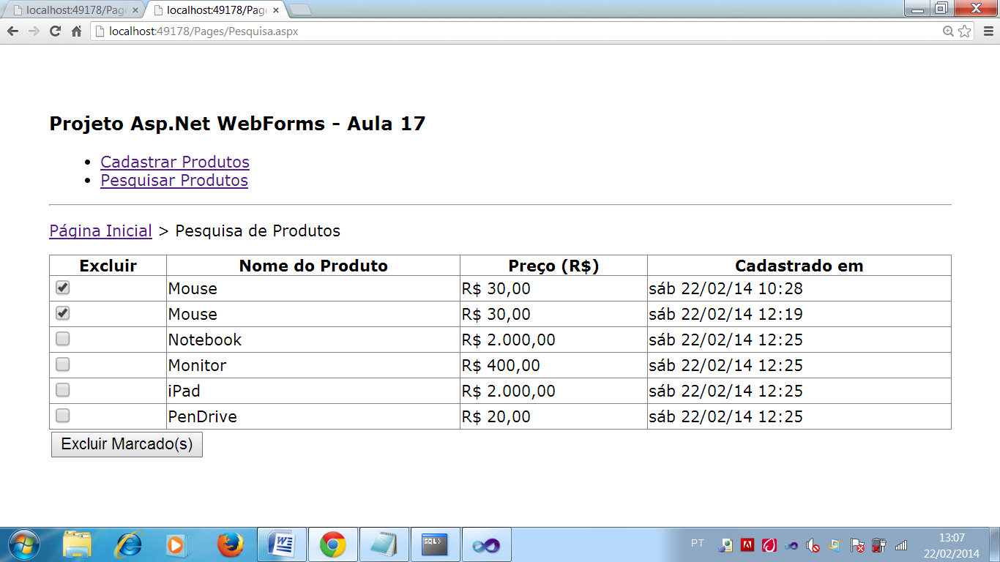 localhost:49178/Page
localhost:49178/Page
localhost:49178/Pages/Pesquisa.aspx
Projeto Asp.Net WebForms - Aula 17
Cadastrar Produtos
Pesquisar Produtos
Página Inicial > Pesquisa de Produtos
Excluir Nome do Produto Preço (R$) Cadastrado em
Mouse R$ 30,00 sáb 22/02/14 10:28
Mouse R$ 30,00 sáb 22/02/14 12:19
Notebook R$ 2.000,00 sáb 22/02/14 12:25
Monitor R$ 400,00 sáb 22/02/14 12:25
iPad R$ 2.000,00 sáb 22/02/14 12:25
PenDrive R$ 20,00 sáb 22/02/14 12:25
Excluir Marcado(s)
SQL>
PT
13:07
22/02/2014